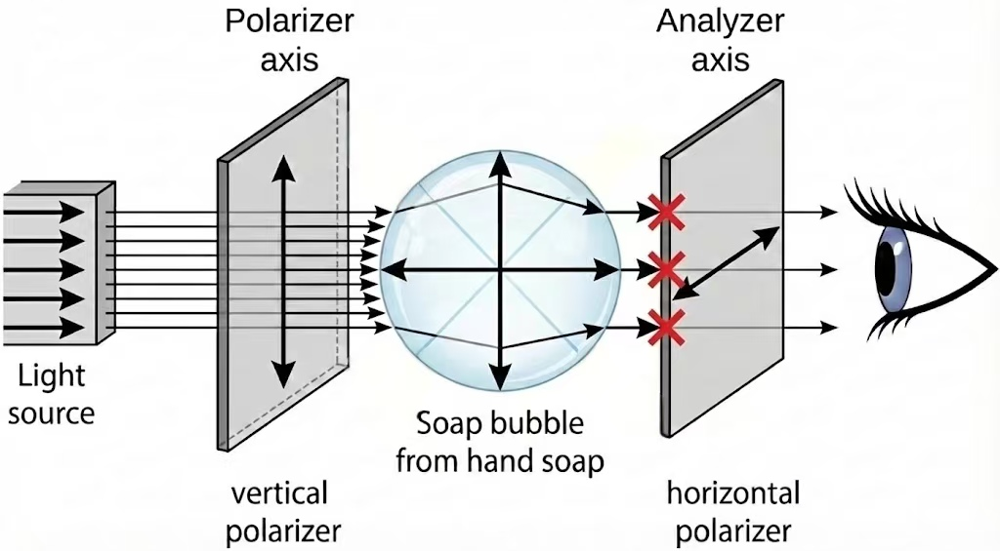 Polarizer
axis
Analyzer
axis
Light
source
Soap bubble
from hand soap
vertical
polarizer
horizontal
polarizer